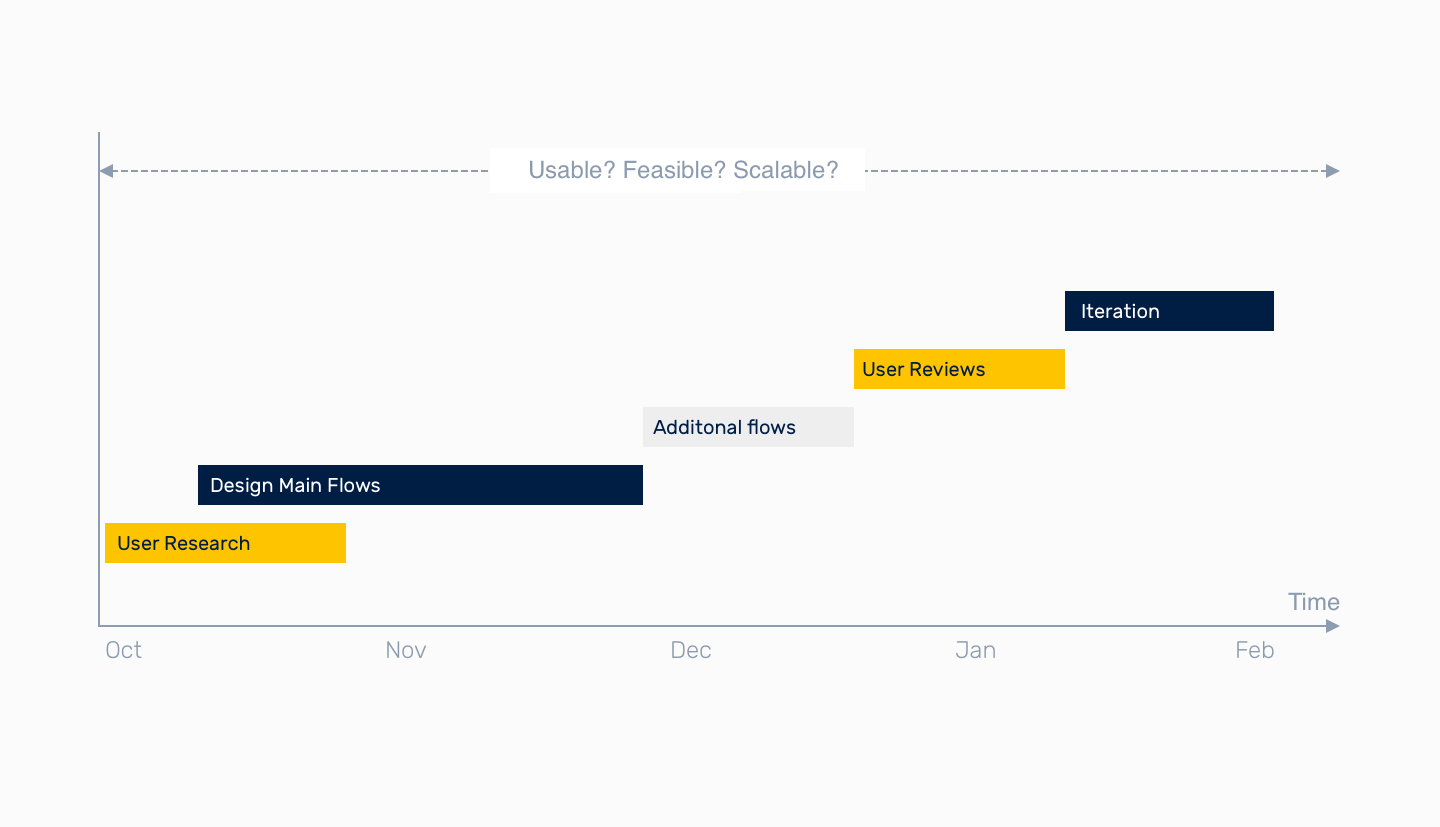 Usable? Feasible? Scalable?
Iteration
User Reviews
Additonal flows
Design Main Flows
User Research
Time
Oct
Nov
Dec
Jan
Feb